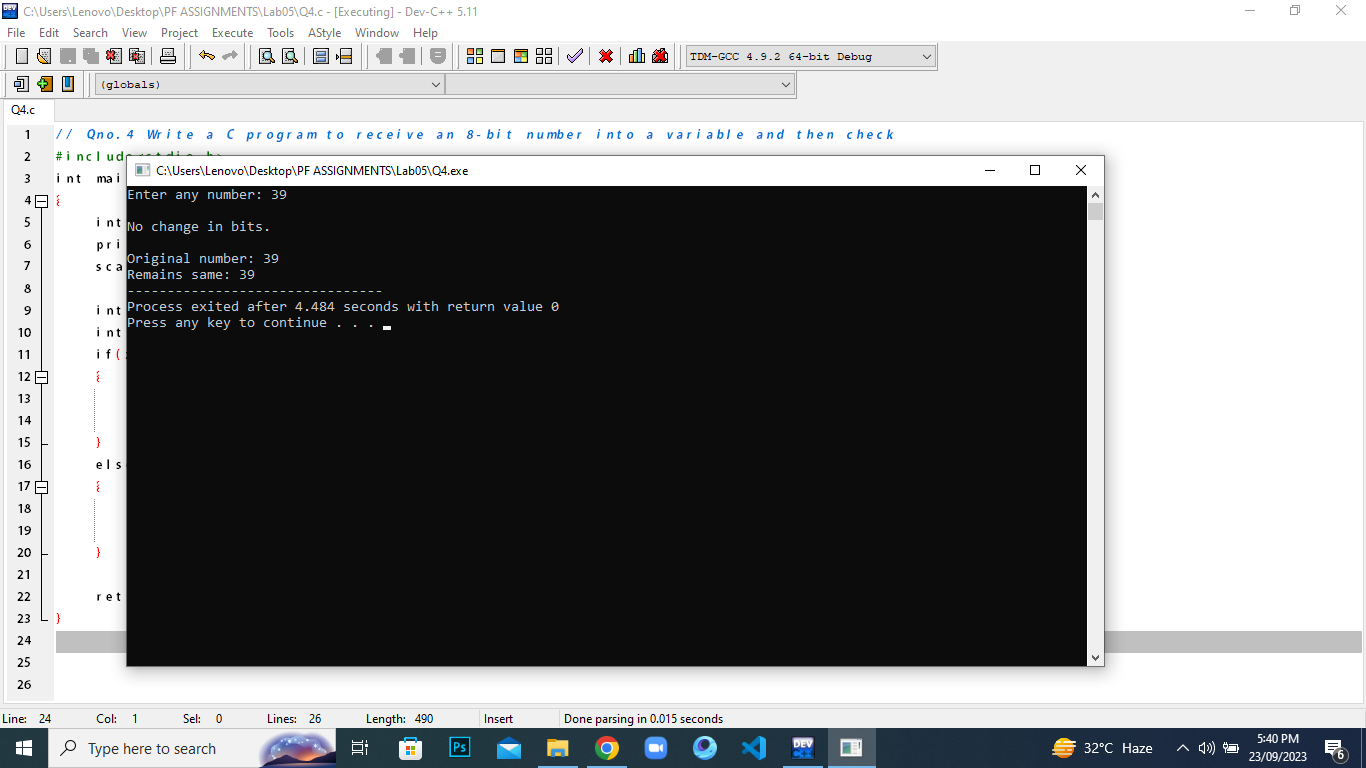 C:\Users\Lenovo\Desktop\PF ASSIGNMENTS\Lab05\Q4.c - [Executing] - Dev-C++ 5.11
File Edit Search View Project Execute Tools AStyle Window Help
TDM-GCC 4.9.2 64-bit Debug
(globals)
Q4.c
1 // Qno.4 Write a C program to receive an 8-bit number into a variable and then check
2
3 int mai
4 {
5 int
6 pri
7 sca
8
9 int
10 int
11 if(
12 {
13
14
15 }
16 els
17 {
18
19
20 }
21
22 ret
23 }
24
25
26
C:\Users\Lenovo\Desktop\PF ASSIGNMENTS\Lab05\Q4.exe
Enter any number: 39
No change in bits.
Original number: 39
Remains same: 39
--------------------------------
Process exited after 4.484 seconds with return value 0
Press any key to continue . . .
Line: 24 Col: 1 Sel: 0 Lines: 26 Length: 490 Insert Done parsing in 0.015 seconds
Type here to search
Ps
DEV
32°C Haze
5:40 PM
23/09/2023
6